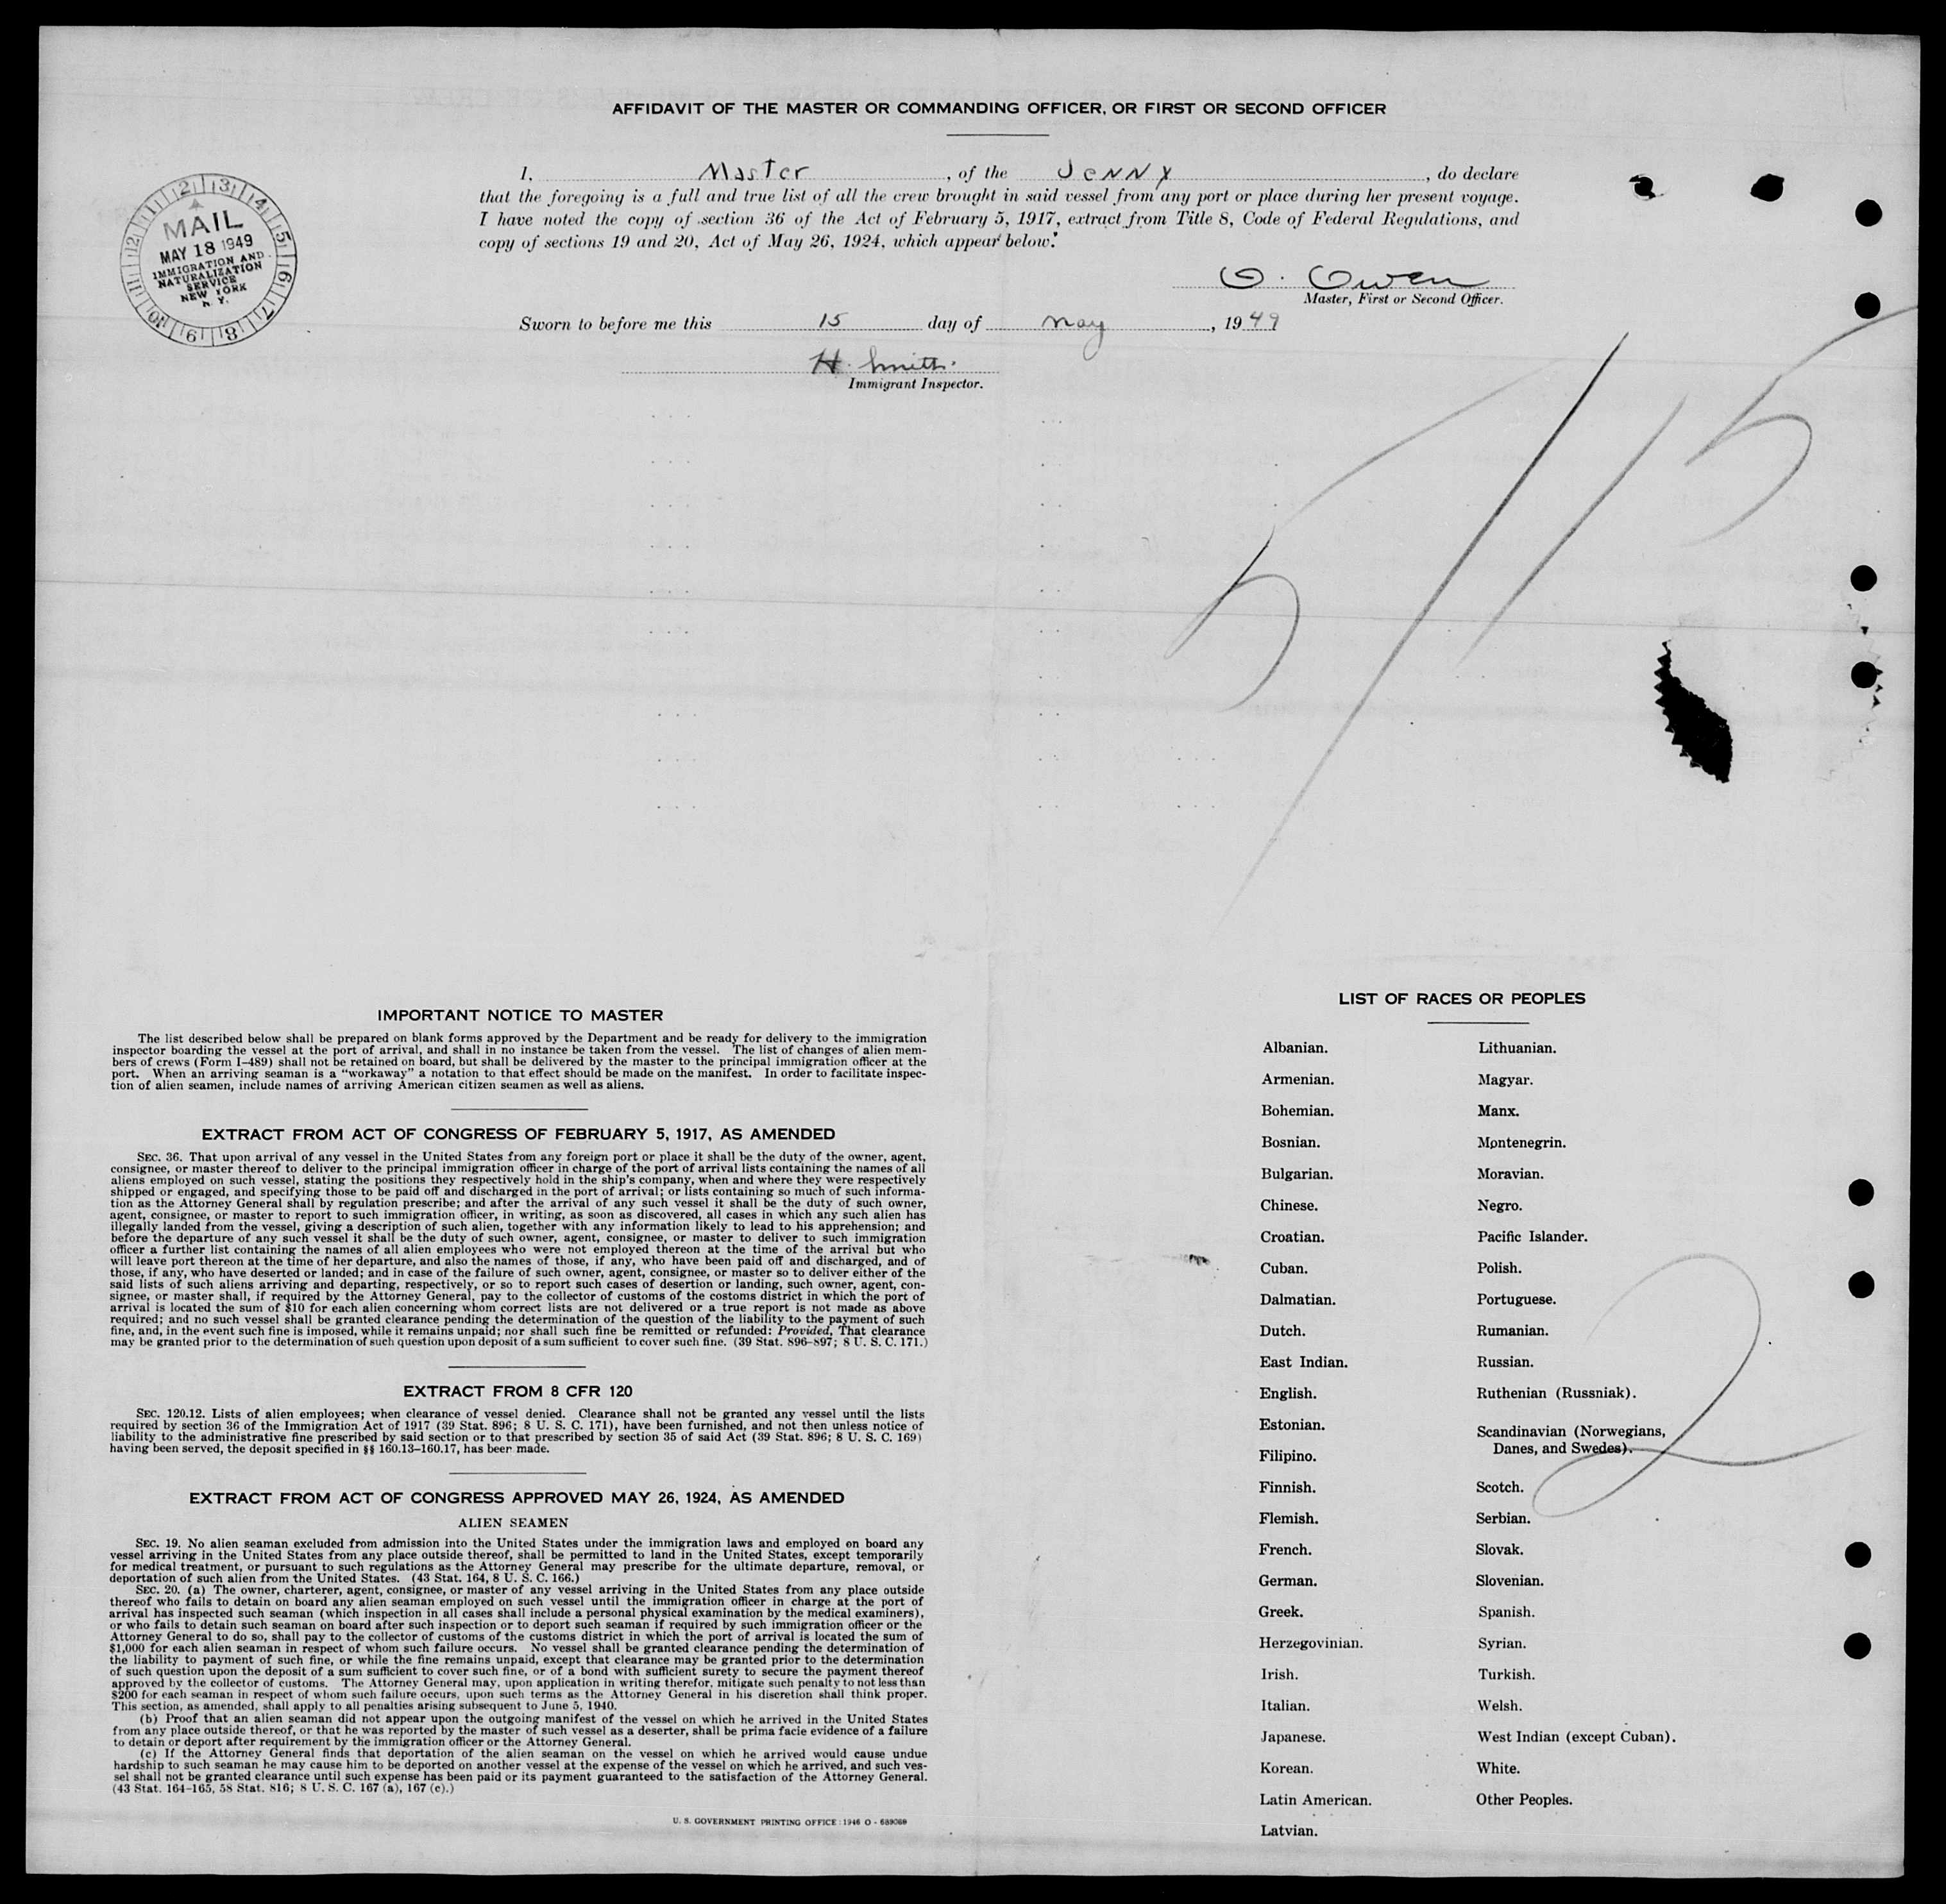 AFFIDAVIT OF THE MASTER OR COMMANDING OFFICER, OR FIRST OR SECOND OFFICER
I, Master, of the Jenny, do declare
that the foregoing is a full and true list of all the crew brought in said vessel from any port or place during her present voyage.
I have noted the copy of section 36 of the Act of February 5, 1917, extract from Title 8, Code of Federal Regulations, and
copy of sections 19 and 20, Act of May 26, 1924, which appear below.
O. Owen
Master, First or Second Officer.
Sworn to before me this 15 day of May, 1949
H. Smith
Immigrant Inspector.
1 2 3 4 5 6 7 8 9 10 11 12
MAIL
MAY 18 1949
IMMIGRATION AND
NATURALIZATION
SERVICE
NEW YORK
N. Y.
5/15
IMPORTANT NOTICE TO MASTER
The list described below shall be prepared on blank forms approved by the Department and be ready for delivery to the immigration
inspector boarding the vessel at the port of arrival, and shall in no instance be taken from the vessel. The list of changes of alien mem-
bers of crews (Form I-489) shall not be retained on board, but shall be delivered by the master to the principal immigration officer at the
port. When an arriving seaman is a “workaway” a notation to that effect should be made on the manifest. In order to facilitate inspec-
tion of alien seamen, include names of arriving American citizen seamen as well as aliens.
EXTRACT FROM ACT OF CONGRESS OF FEBRUARY 5, 1917, AS AMENDED
SEC. 36. That upon arrival of any vessel in the United States from any foreign port or place it shall be the duty of the owner, agent,
consignee, or master thereof to deliver to the principal immigration officer in charge of the port of arrival lists containing the names of all
aliens employed on such vessel, stating the positions they respectively hold in the ship's company, when and where they were respectively
shipped or engaged, and specifying those to be paid off and discharged in the port of arrival; or lists containing so much of such informa-
tion as the Attorney General shall by regulation prescribe; and after the arrival of any such vessel it shall be the duty of such owner,
agent, consignee, or master to report to such immigration officer, in writing, as soon as discovered, all cases in which any such alien has
illegally landed from the vessel, giving a description of such alien, together with any information likely to lead to his apprehension; and
before the departure of any such vessel it shall be the duty of such owner, agent, consignee, or master to deliver to such immigration
officer a further list containing the names of all alien employees who were not employed thereon at the time of the arrival but who
will leave port thereon at the time of her departure, and also the names of those, if any, who have been paid off and discharged, and of
those, if any, who have deserted or landed; and in case of the failure of such owner, agent, consignee, or master so to deliver either of the
said lists of such aliens arriving and departing, respectively, or so to report such cases of desertion or landing, such owner, agent, con-
signee, or master shall, if required by the Attorney General, pay to the collector of customs of the costoms district in which the port of
arrival is located the sum of $10 for each alien concerning whom correct lists are not delivered or a true report is not made as above
required; and no such vessel shall be granted clearance pending the determination of the question of the liability to the payment of such
fine, and, in the event such fine is imposed, while it remains unpaid; nor shall such fine be remitted or refunded: Provided, That clearance
may be granted prior to the determination of such question upon deposit of a sum sufficient to cover such fine. (39 Stat. 896-897; 8 U. S. C. 171.)
EXTRACT FROM 8 CFR 120
SEC. 120.12. Lists of alien employees; when clearance of vessel denied. Clearance shall not be granted any vessel until the lists
required by section 36 of the Immigration Act of 1917 (39 Stat. 896; 8 U. S. C. 171), have been furnished, and not then unless notice of
liability to the administrative fine prescribed by said section or to that prescribed by section 35 of said Act (39 Stat. 896; 8 U. S. C. 169)
having been served, the deposit specified in §§ 160.13-160.17, has been made.
EXTRACT FROM ACT OF CONGRESS APPROVED MAY 26, 1924, AS AMENDED
ALIEN SEAMEN
SEC. 19. No alien seaman excluded from admission into the United States under the immigration laws and employed on board any
vessel arriving in the United States from any place outside thereof, shall be permitted to land in the United States, except temporarily
for medical treatment, or pursuant to such regulations as the Attorney General may prescribe for the ultimate departure, removal, or
deportation of such alien from the United States. (43 Stat. 164, 8 U. S. C. 166.)
SEC. 20. (a) The owner, charterer, agent, consignee, or master of any vessel arriving in the United States from any place outside
thereof who fails to detain on board any alien seaman employed on such vessel until the immigration officer in charge at the port of
arrival has inspected such seaman (which inspection in all cases shall include a personal physical examination by the medical examiners),
or who fails to detain such seaman on board after such inspection or to deport such seaman if required by such immigration officer or the
Attorney General to do so, shall pay to the collector of customs of the customs district in which the port of arrival is located the sum of
$1,000 for each alien seaman in respect of whom such failure occurs. No vessel shall be granted clearance pending the determination of
the liability to payment of such fine, or while the fine remains unpaid, except that clearance may be granted prior to the determination
of such question upon the deposit of a sum sufficient to cover such fine, or of a bond with sufficient surety to secure the payment thereof
approved by the collector of customs. The Attorney General may, upon application in writing therefor, mitigate such penalty to not less than
$200 for each seaman in respect of whom such failure occurs, upon such terms as the Attorney General in his discretion shall think proper.
This section, as amended, shall apply to all penalties arising subsequent to June 5, 1940.
(b) Proof that an alien seaman did not appear upon the outgoing manifest of the vessel on which he arrived in the United States
from any place outside thereof, or that he was reported by the master of such vessel as a deserter, shall be prima facie evidence of a failure
to detain or deport after requirement by the immigration officer or the Attorney General.
(c) If the Attorney General finds that deportation of the alien seaman on the vessel on which he arrived would cause undue
hardship to such seaman he may cause him to be deported on another vessel at the expense of the vessel on which he arrived, and such ves-
sel shall not be granted clearance until such expense has been paid or its payment guaranteed to the satisfaction of the Attorney General.
(43 Stat. 164-165, 58 Stat. 816; 8 U. S. C. 167 (a), 167 (c).)
U. S. GOVERNMENT PRINTING OFFICE : 1946 O - 689069
LIST OF RACES OR PEOPLES
Albanian.
Armenian.
Bohemian.
Bosnian.
Bulgarian.
Chinese.
Croatian.
Cuban.
Dalmatian.
Dutch.
East Indian.
English.
Estonian.
Filipino.
Finnish.
Flemish.
French.
German.
Greek.
Herzegovinian.
Irish.
Italian.
Japanese.
Korean.
Latin American.
Latvian.
Lithuanian.
Magyar.
Manx.
Montenegrin.
Moravian.
Negro.
Pacific Islander.
Polish.
Portuguese.
Rumanian.
Russian.
Ruthenian (Russniak).
Scandinavian (Norwegians,
Danes, and Swedes).
Scotch.
Serbian.
Slovak.
Slovenian.
Spanish.
Syrian.
Turkish.
Welsh.
West Indian (except Cuban).
White.
Other Peoples.
2